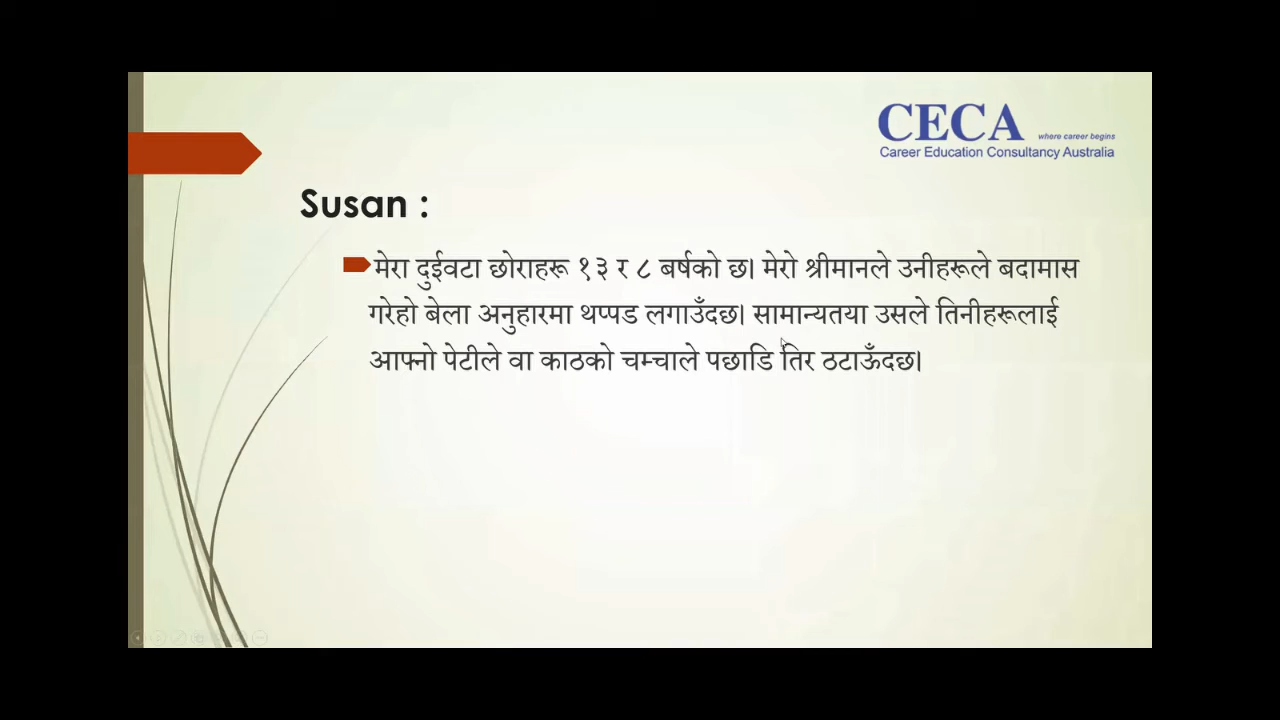 CECA where career begins
Career Education Consultancy Australia
Susan :
मेरा दुईवटा छोराहरू १३ र ८ बर्षको छ। मेरो श्रीमानले उनीहरूले बदामास
गरेहो बेला अनुहारमा थप्पड लगाउँदछ। सामान्यतया उसले तिनीहरूलाई
आफ्नो पेटीले वा काठको चम्चाले पछाडि तिर ठटाऊँदछ।